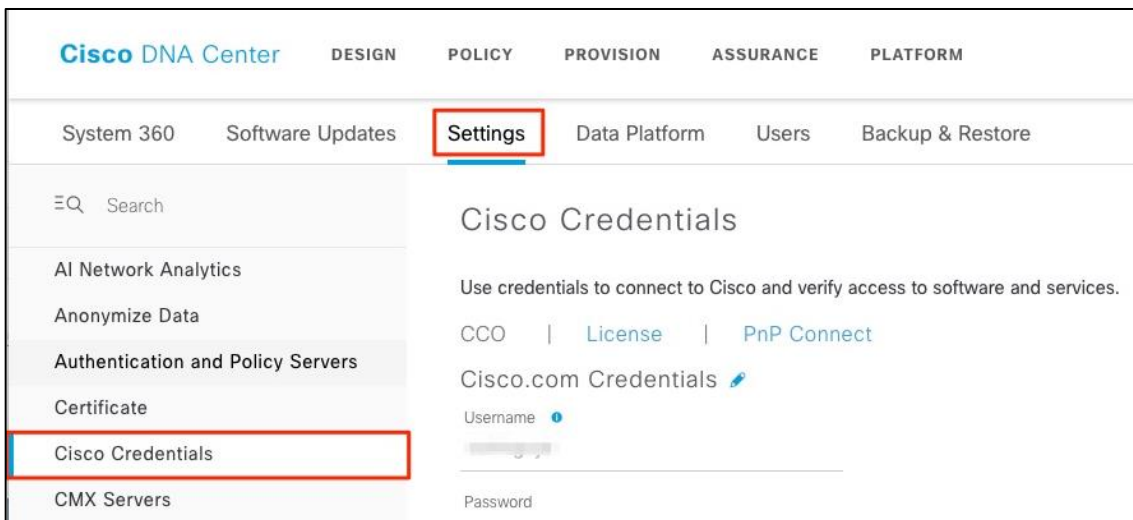 Cisco DNA Center DESIGN POLICY PROVISION ASSURANCE PLATFORM
System 360 Software Updates Settings Data Platform Users Backup & Restore
Search
AI Network Analytics
Anonymize Data
Authentication and Policy Servers
Certificate
Cisco Credentials
CMX Servers
Cisco Credentials
Use credentials to connect to Cisco and verify access to software and services.
CCO | License | PnP Connect
Cisco.com Credentials
Username
Password